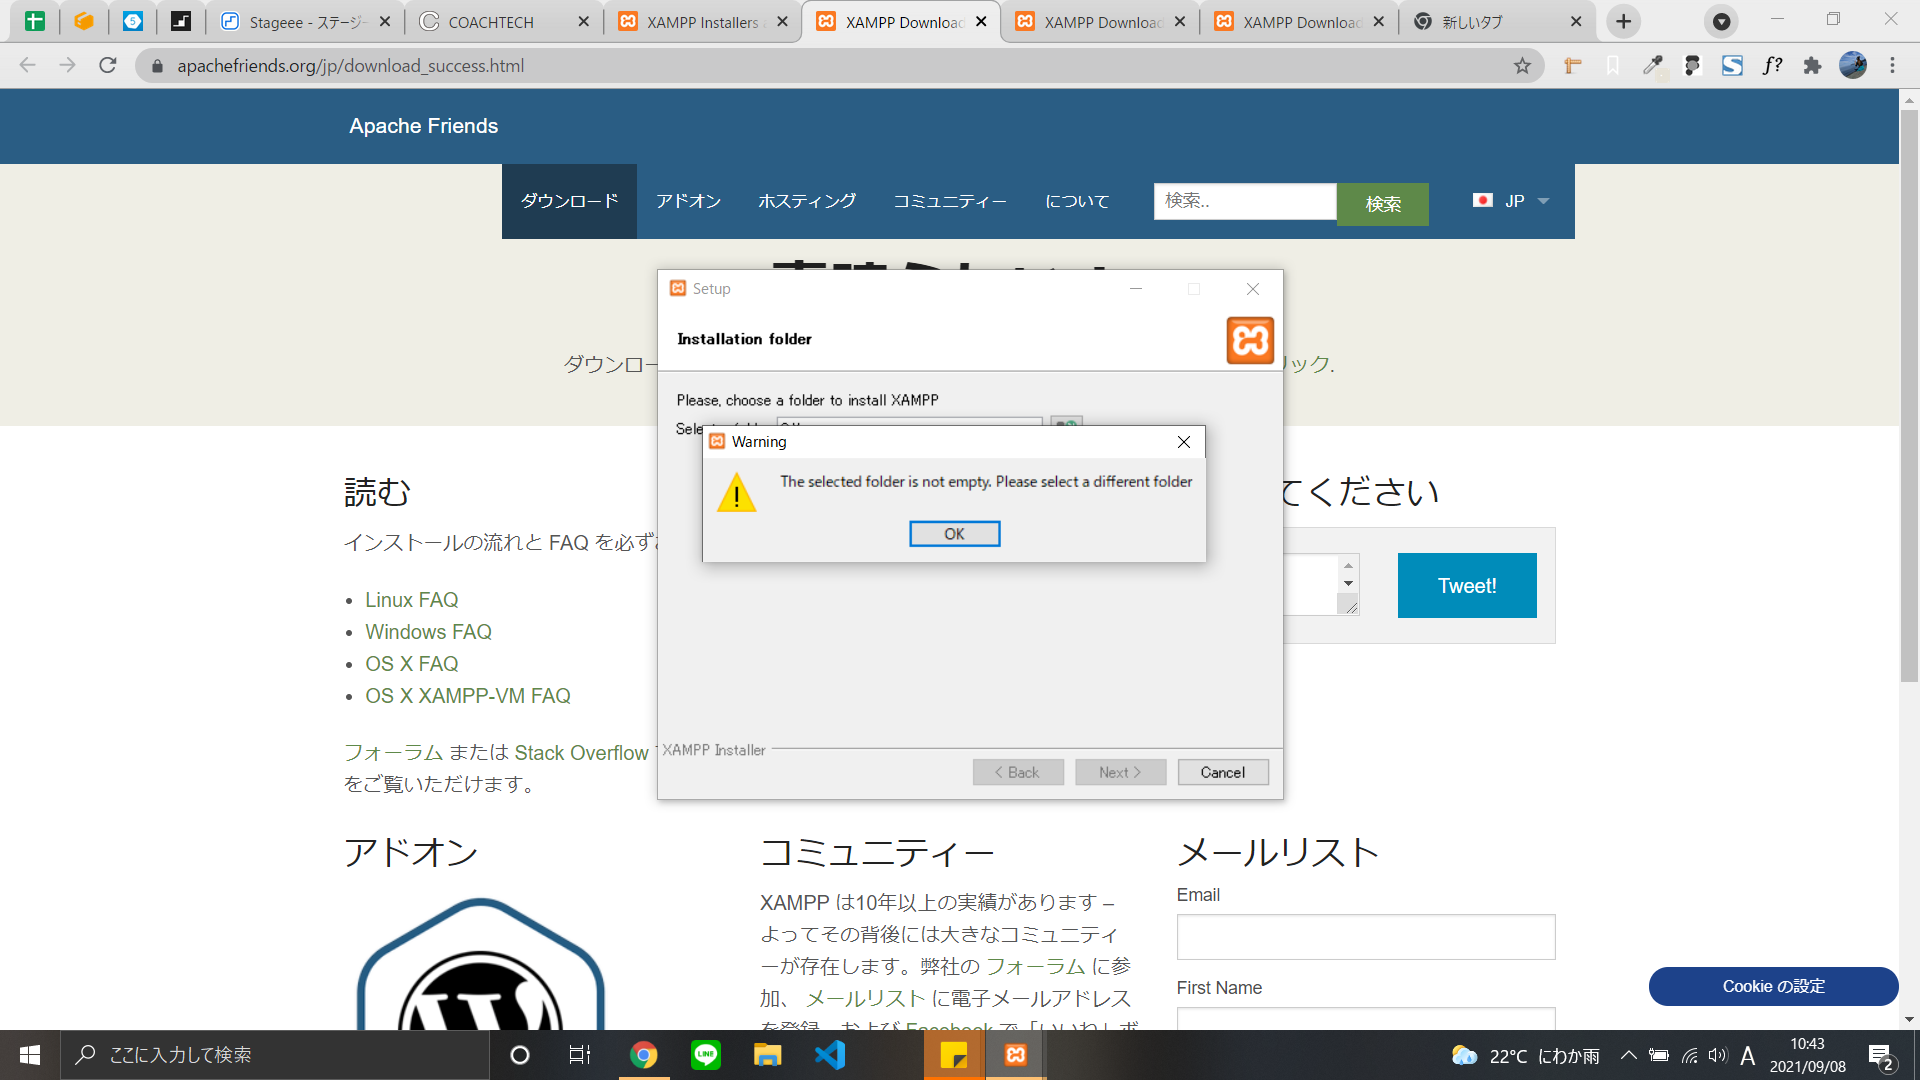 Stageee - ステージ
COACHTECH
XAMPP Installers
XAMPP Download
XAMPP Download
XAMPP Download
新しいタブ
apachefriends.org/jp/download_success.html
Apache Friends
ダウンロード
アドオン
ホスティング
コミュニティー
について
検索..
検索
JP
Setup
Installation folder
ダウンロー
リック.
Please, choose a folder to install XAMPP
Warning
The selected folder is not empty. Please select a different folder
OK
読む
てください
インストールの流れと FAQ を必ず
Tweet!
Linux FAQ
Windows FAQ
OS X FAQ
OS X XAMPP-VM FAQ
フォーラム または Stack Overflow
をご覧いただけます。
XAMPP Installer
< Back
Next >
Cancel
アドオン
コミュニティー
メールリスト
XAMPP は10年以上の実績があります –
よってその背後には大きなコミュニティ
ーが存在します。弊社の フォーラム に参
加、 メールリスト に電子メールアドレス
を登録、および Facebook で「いいね」ボ
Email
First Name
Cookie の設定
ここに入力して検索
LINE
22°C にわか雨
A
10:43
2021/09/08
2